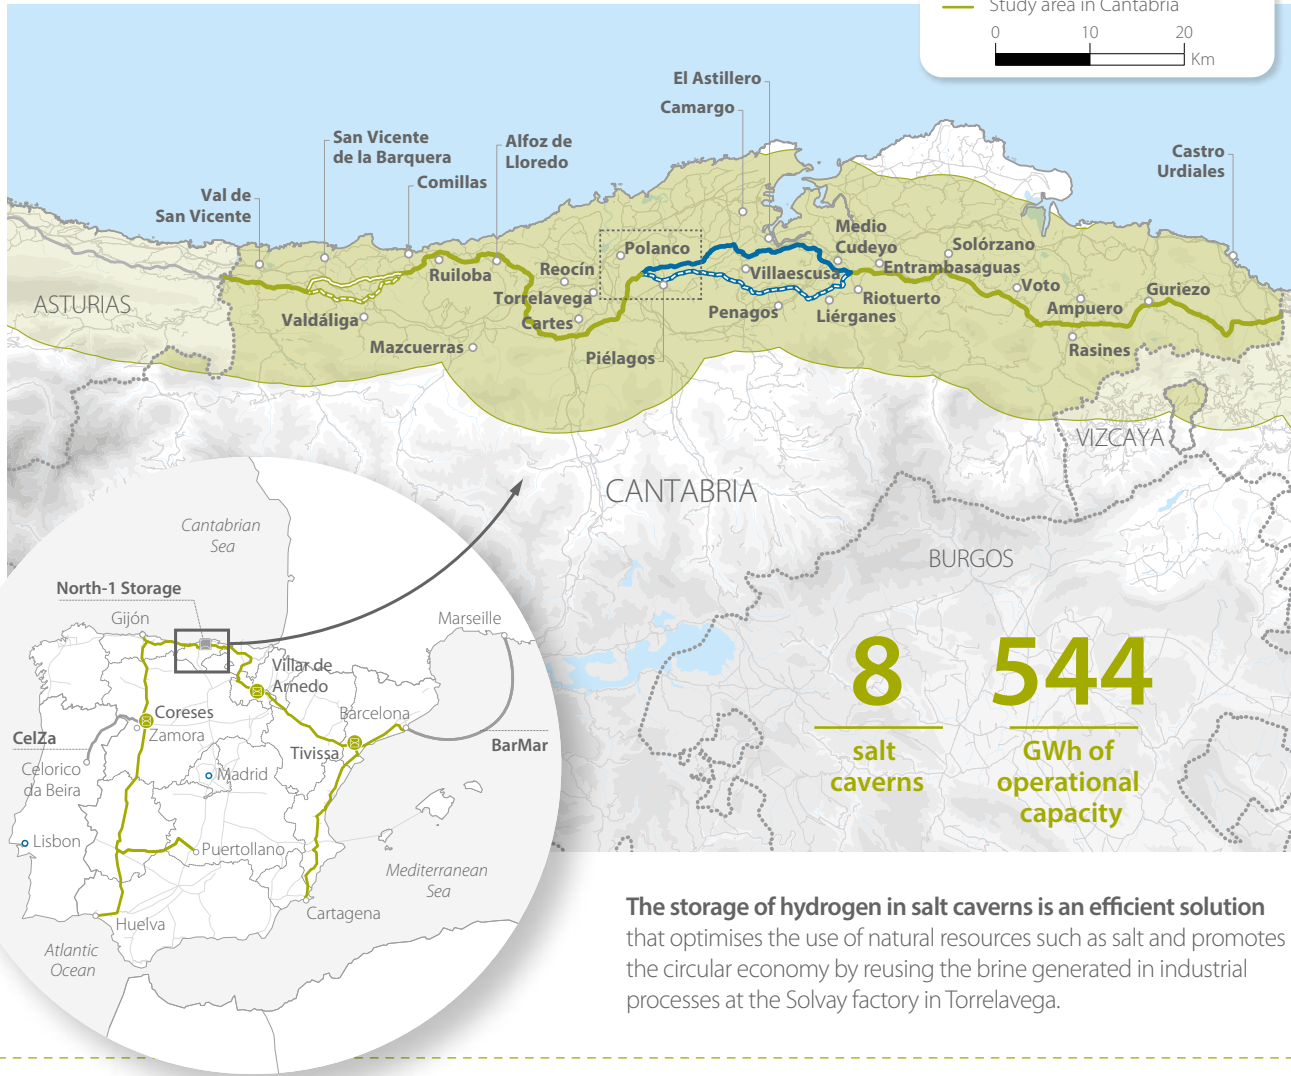 Study area in Cantabria
0 10 20
Km
El Astillero
Camargo
San Vicente
de la Barquera
Alfoz de
Lloredo
Comillas
Castro
Urdiales
Val de
San Vicente
Medio
Cudeyo
Polanco
Solórzano
Ruiloba
Reocín
Villaescusa
Entrambasaguas
ASTURIAS
Torrelavega
Voto
Guriezo
Riotuerto
Ampuero
Valdáliga
Cartes
Penagos
Liérganes
Mazcuerras
Piélagos
Rasines
VIZCAYA
CANTABRIA
BURGOS
Cantabrian
Sea
North-1 Storage
Gijón
Marseille
Villar de
Arnedo
Coreses
Zamora
Barcelona
CelZa
Tivissa
BarMar
Celorico
da Beira
Madrid
Lisbon
Puertollano
Mediterranean
Sea
Cartagena
Huelva
Atlantic
Ocean
8
salt
caverns
544
GWh of
operational
capacity
The storage of hydrogen in salt caverns is an efficient solution
that optimises the use of natural resources such as salt and promotes
the circular economy by reusing the brine generated in industrial
processes at the Solvay factory in Torrelavega.